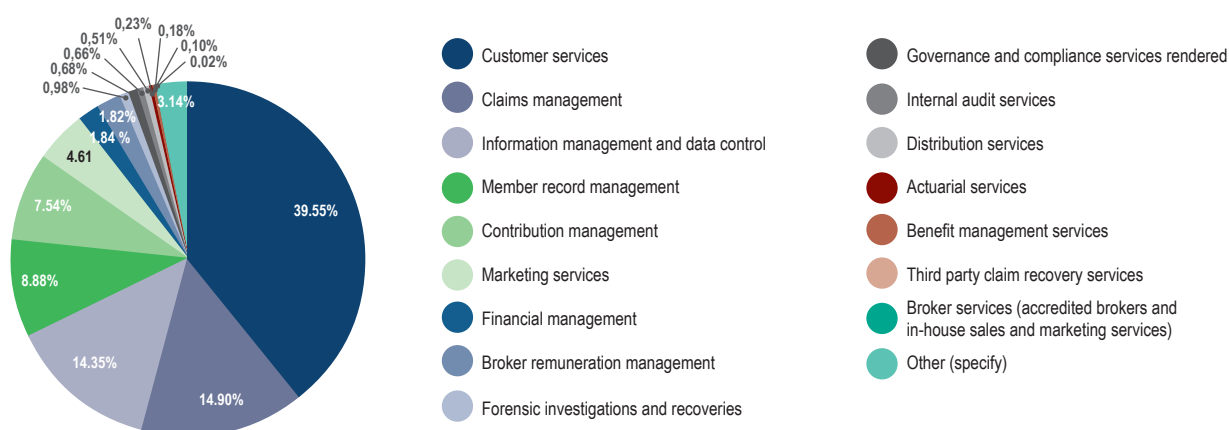 0,23%
0,18%
0,51%
0,10%
0,66%
0,02%
0,68%
0,98%
3.14%
1.82%
1.84 %
4.61
7.54%
39.55%
8.88%
14.35%
14.90%
Customer services
Claims management
Information management and data control
Member record management
Contribution management
Marketing services
Financial management
Broker remuneration management
Forensic investigations and recoveries
Governance and compliance services rendered
Internal audit services
Distribution services
Actuarial services
Benefit management services
Third party claim recovery services
Broker services (accredited brokers and
in-house sales and marketing services)
Other (specify)